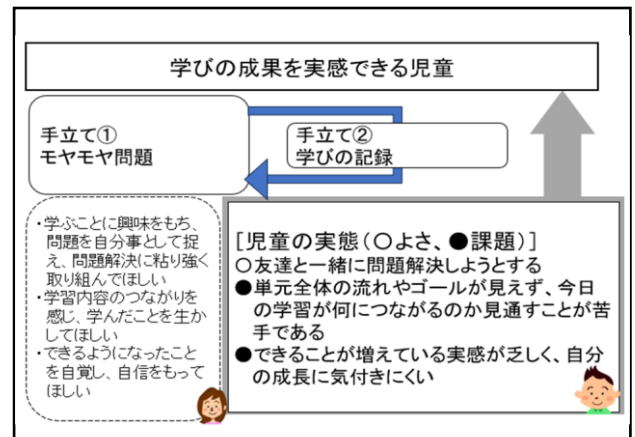 学びの成果を実感できる児童
手立て①
モヤモヤ問題
手立て②
学びの記録
・学ぶことに興味をもち、
問題を自分事として捉
え、問題解決に粘り強く
取り組んでほしい
・学習内容のつながりを
感じ、学んだことを生か
してほしい
・できるようになったこと
を自覚し、自信をもって
ほしい
[児童の実態(〇よさ、●課題)]
〇友達と一緒に問題解決しようとする
●単元全体の流れやゴールが見えず、今日
の学習が何につながるのか見通すことが苦
手である
●できることが増えている実感が乏しく、自分
の成長に気付きにくい